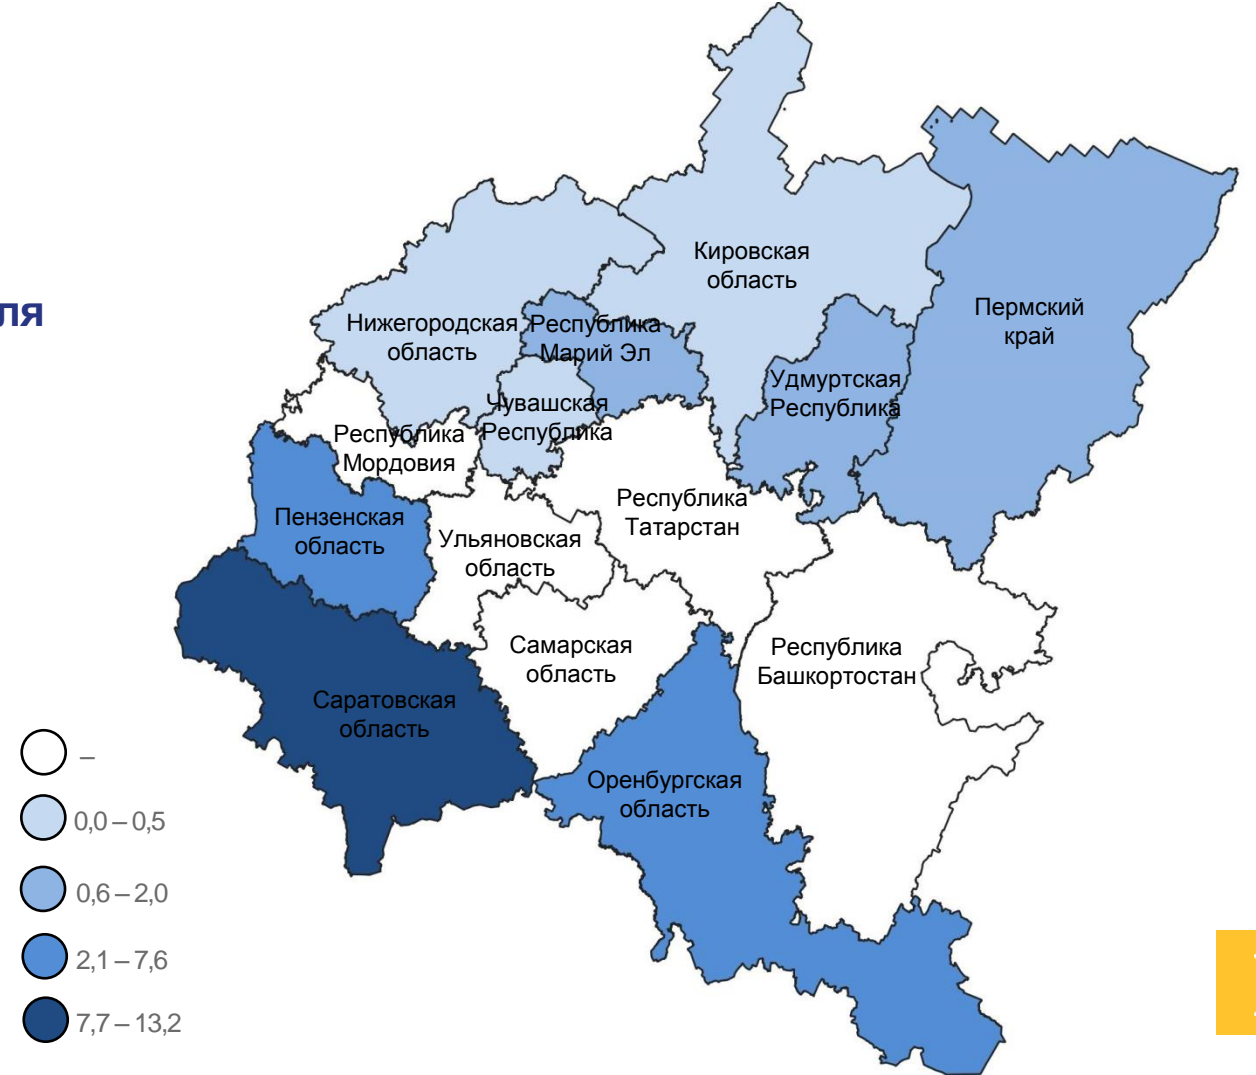 ля
Кировская
область
Пермский
край
Нижегородская
область
Республика
Марий Эл
Удмуртская
Республика
Чувашская
Республика
Республика
Мордовия
Республика
Татарстан
Пензенская
область
Ульяновская
область
Самарская
область
Республика
Башкортостан
Саратовская
область
Оренбургская
область
–
0,0 – 0,5
0,6 – 2,0
2,1 – 7,6
7,7 – 13,2